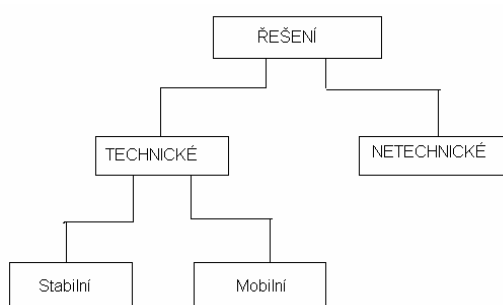 ŘEŠENÍ
TECHNICKÉ
NETECHNICKÉ
Stabilní
Mobilní